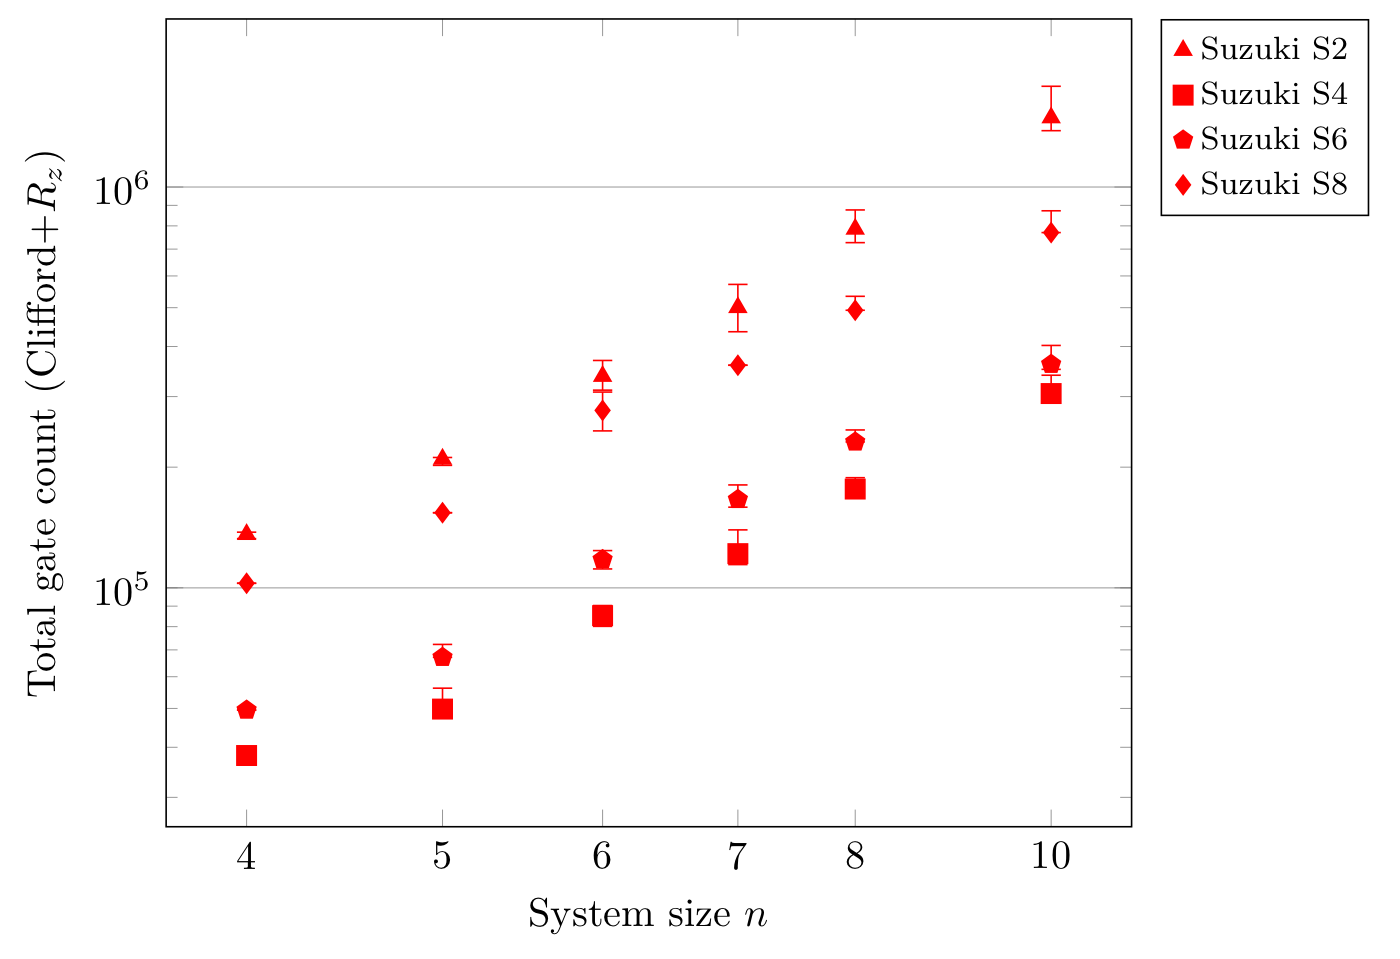 Suzuki S2
Suzuki S4
Suzuki S6
Suzuki S8
10^6
10^5
Total gate count (Clifford+R_z)
4 5 6 7 8 10
System size n